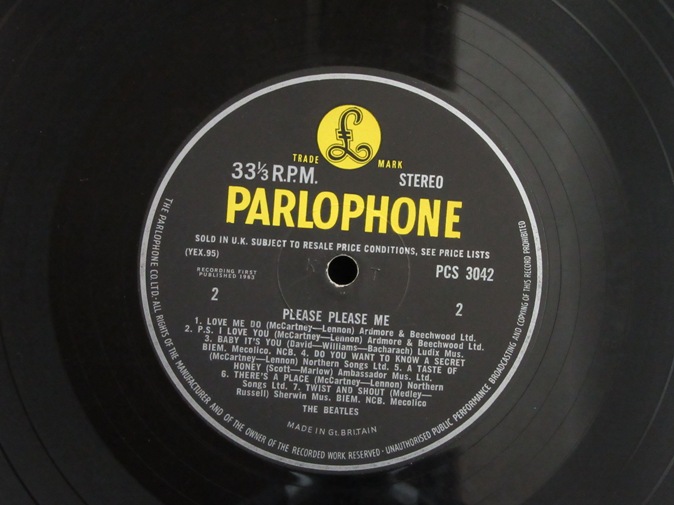 TRADE MARK
33⅓ R.P.M. STEREO
PARLOPHONE
SOLD IN U.K. SUBJECT TO RESALE PRICE CONDITIONS, SEE PRICE LISTS
(YEX.95) PCS 3042
RECORDING FIRST
PUBLISHED 1963
2 2
PLEASE PLEASE ME
1. LOVE ME DO (McCartney—Lennon) Ardmore & Beechwood Ltd.
2. P.S. I LOVE YOU (McCartney—Lennon) Ardmore & Beechwood Ltd.
3. BABY IT'S YOU (David—Williams—Bacharach) Ludix Mus.
BIEM. Mecolico. NCB. 4. DO YOU WANT TO KNOW A SECRET
(McCartney—Lennon) Northern Songs Ltd. 5. A TASTE OF
HONEY (Scott—Marlow) Ambassador Mus. Ltd.
6. THERE'S A PLACE (McCartney—Lennon) Northern
Songs Ltd. 7. TWIST AND SHOUT (Medley—
Russell) Sherwin Mus. BIEM. NCB. Mecolico
THE BEATLES
MADE IN Gt. BRITAIN
THE PARLOPHONE CO. LTD. · ALL RIGHTS OF THE MANUFACTURER AND OF THE OWNER OF THE RECORDED WORK RESERVED · UNAUTHORISED PUBLIC PERFORMANCE BROADCASTING AND COPYING OF THIS RECORD PROHIBITED